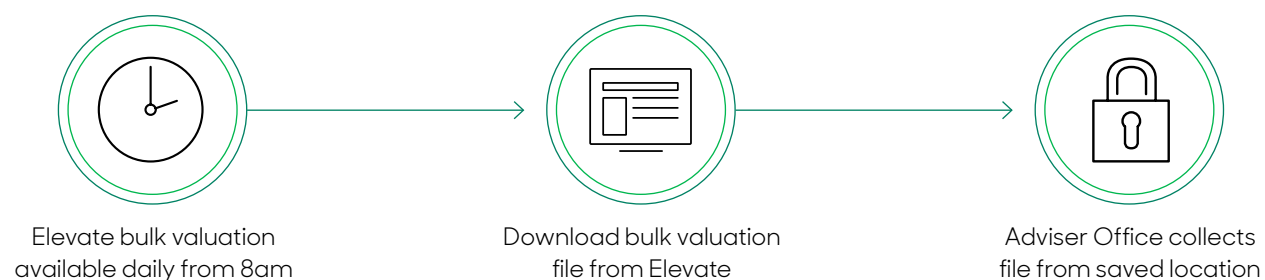 Elevate bulk valuation
available daily from 8am
Download bulk valuation
file from Elevate
Adviser Office collects
file from saved location